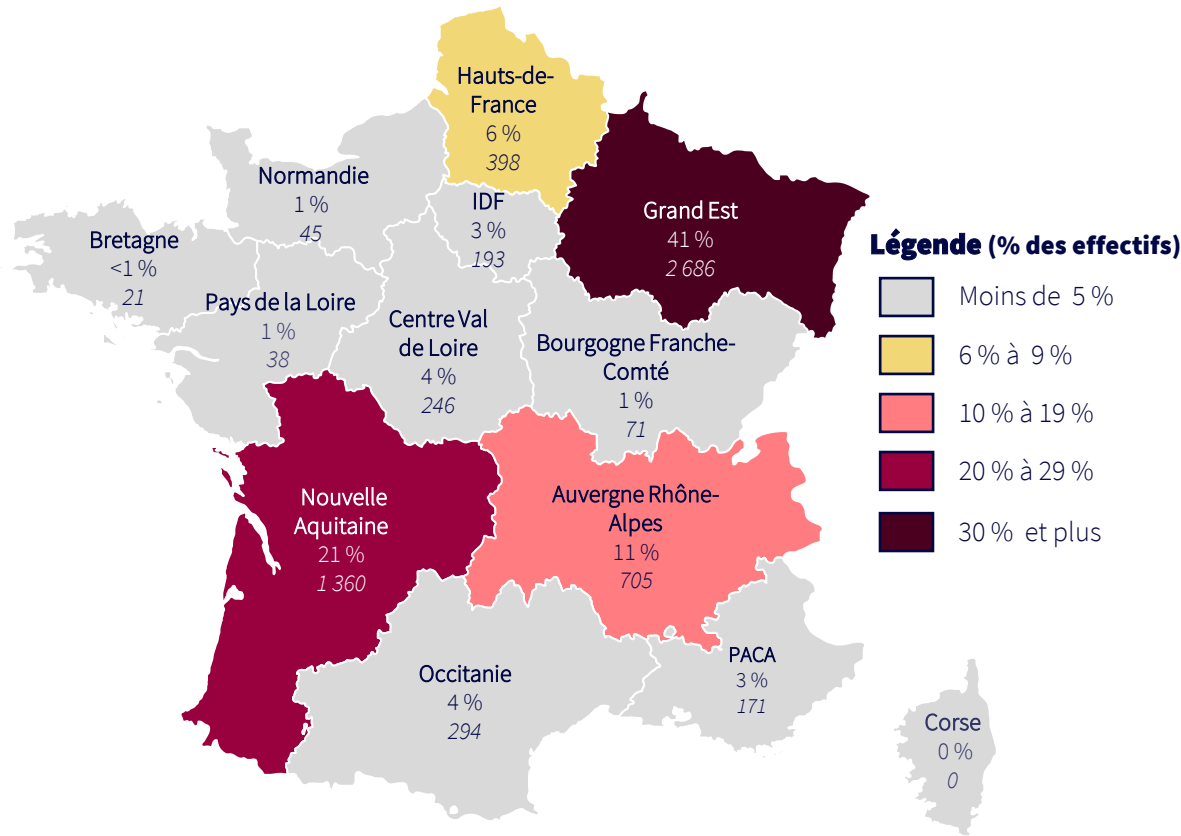 Hauts-de-
France
6 %
398
Normandie
1 %
45
IDF
3 %
193
Grand Est
41 %
2 686
Bretagne
<1 %
21
Pays de la Loire
1 %
38
Centre Val
de Loire
4 %
246
Bourgogne Franche-
Comté
1 %
71
Légende (% des effectifs)
Moins de 5 %
6 % à 9 %
10 % à 19 %
20 % à 29 %
30 % et plus
Nouvelle
Aquitaine
21 %
1 360
Auvergne Rhône-
Alpes
11 %
705
Occitanie
4 %
294
PACA
3 %
171
Corse
0 %
0